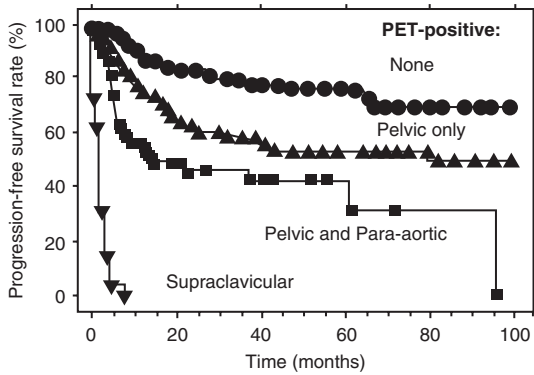 PET-positive:
None
Pelvic only
Pelvic and Para-aortic
Supraclavicular
Progression-free survival rate (%)
100
80
60
40
20
0
0 20 40 60 80 100
Time (months)